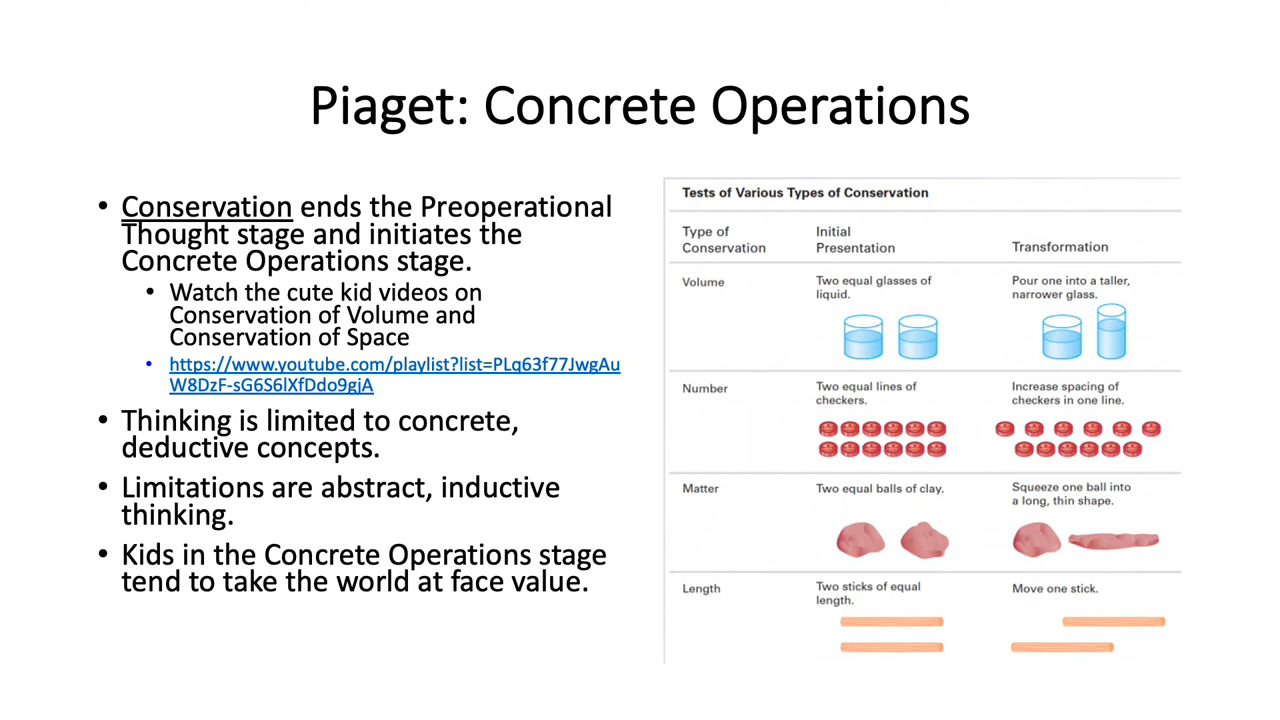 Piaget: Concrete Operations
• Conservation ends the Preoperational
Thought stage and initiates the
Concrete Operations stage.
• Watch the cute kid videos on
Conservation of Volume and
Conservation of Space
• https://www.youtube.com/playlist?list=PLq63f77JwgAu
W8DzF-sG6S6lXfDdo9gjA
• Thinking is limited to concrete,
deductive concepts.
• Limitations are abstract, inductive
thinking.
• Kids in the Concrete Operations stage
tend to take the world at face value.
Tests of Various Types of Conservation
Type of
Conservation
Initial
Presentation
Transformation
Volume
Two equal glasses of
liquid.
Pour one into a taller,
narrower glass.
Number
Two equal lines of
checkers.
Increase spacing of
checkers in one line.
Matter
Two equal balls of clay.
Squeeze one ball into
a long, thin shape.
Length
Two sticks of equal
length.
Move one stick.